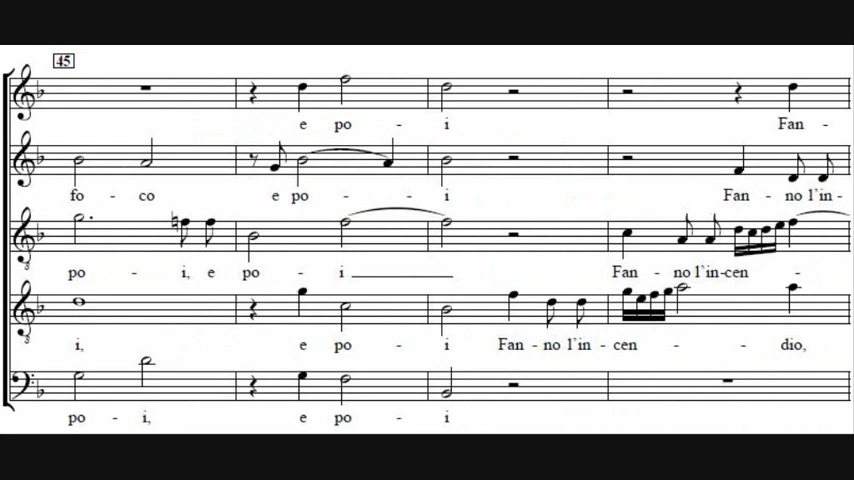 45
e po - i Fan -
fo - co e po - - i Fan - no l'in -
po - i, e po - i Fan - no l'in-cen -
i, e po - i Fan - no l'in - cen - - dio,
po - i, e po - i